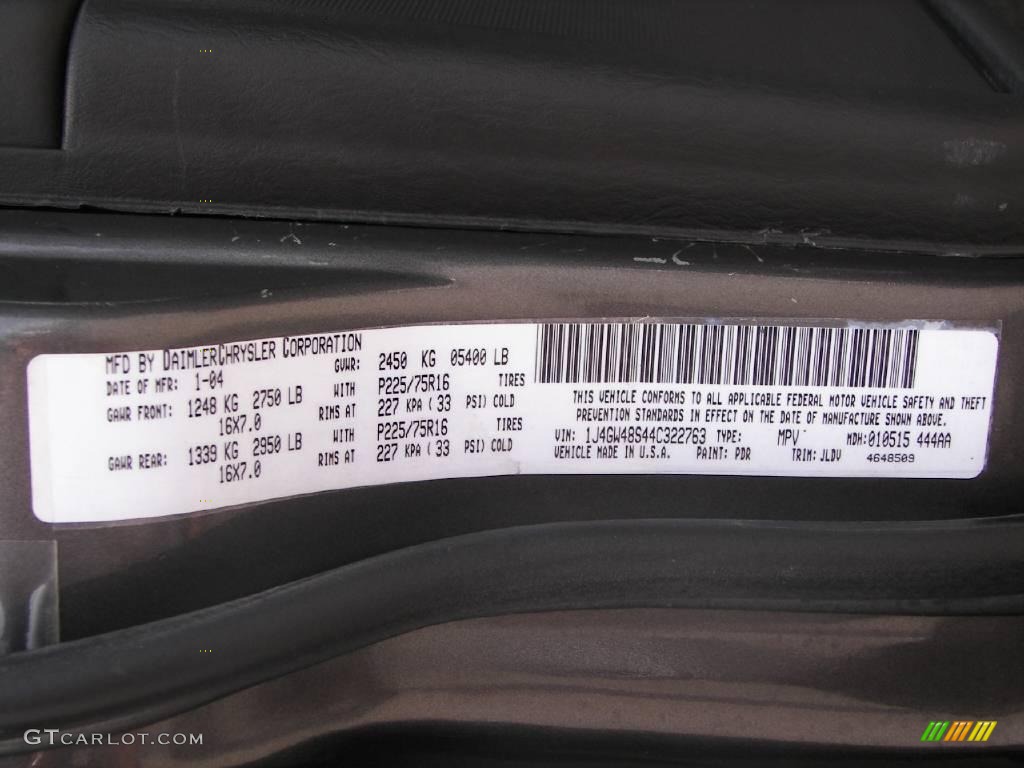 MFD BY DAIMLERCHRYSLER CORPORATION
DATE OF MFR: 1-04
GVWR: 2450 KG 05400 LB
GAWR FRONT: 1248 KG 2750 LB WITH P225/75R16 TIRES
16X7.0 RIMS AT 227 KPA ( 33 PSI) COLD
GAWR REAR: 1339 KG 2950 LB WITH P225/75R16 TIRES
16X7.0 RIMS AT 227 KPA ( 33 PSI) COLD
THIS VEHICLE CONFORMS TO ALL APPLICABLE FEDERAL MOTOR VEHICLE SAFETY AND THEFT
PREVENTION STANDARDS IN EFFECT ON THE DATE OF MANUFACTURE SHOWN ABOVE.
VIN: 1J4GW48S44C322763 TYPE: MPV MDH:010515 444AA
VEHICLE MADE IN U.S.A. PAINT: PDR TRIM: JLDV 4648509
GTCARLOT.COM